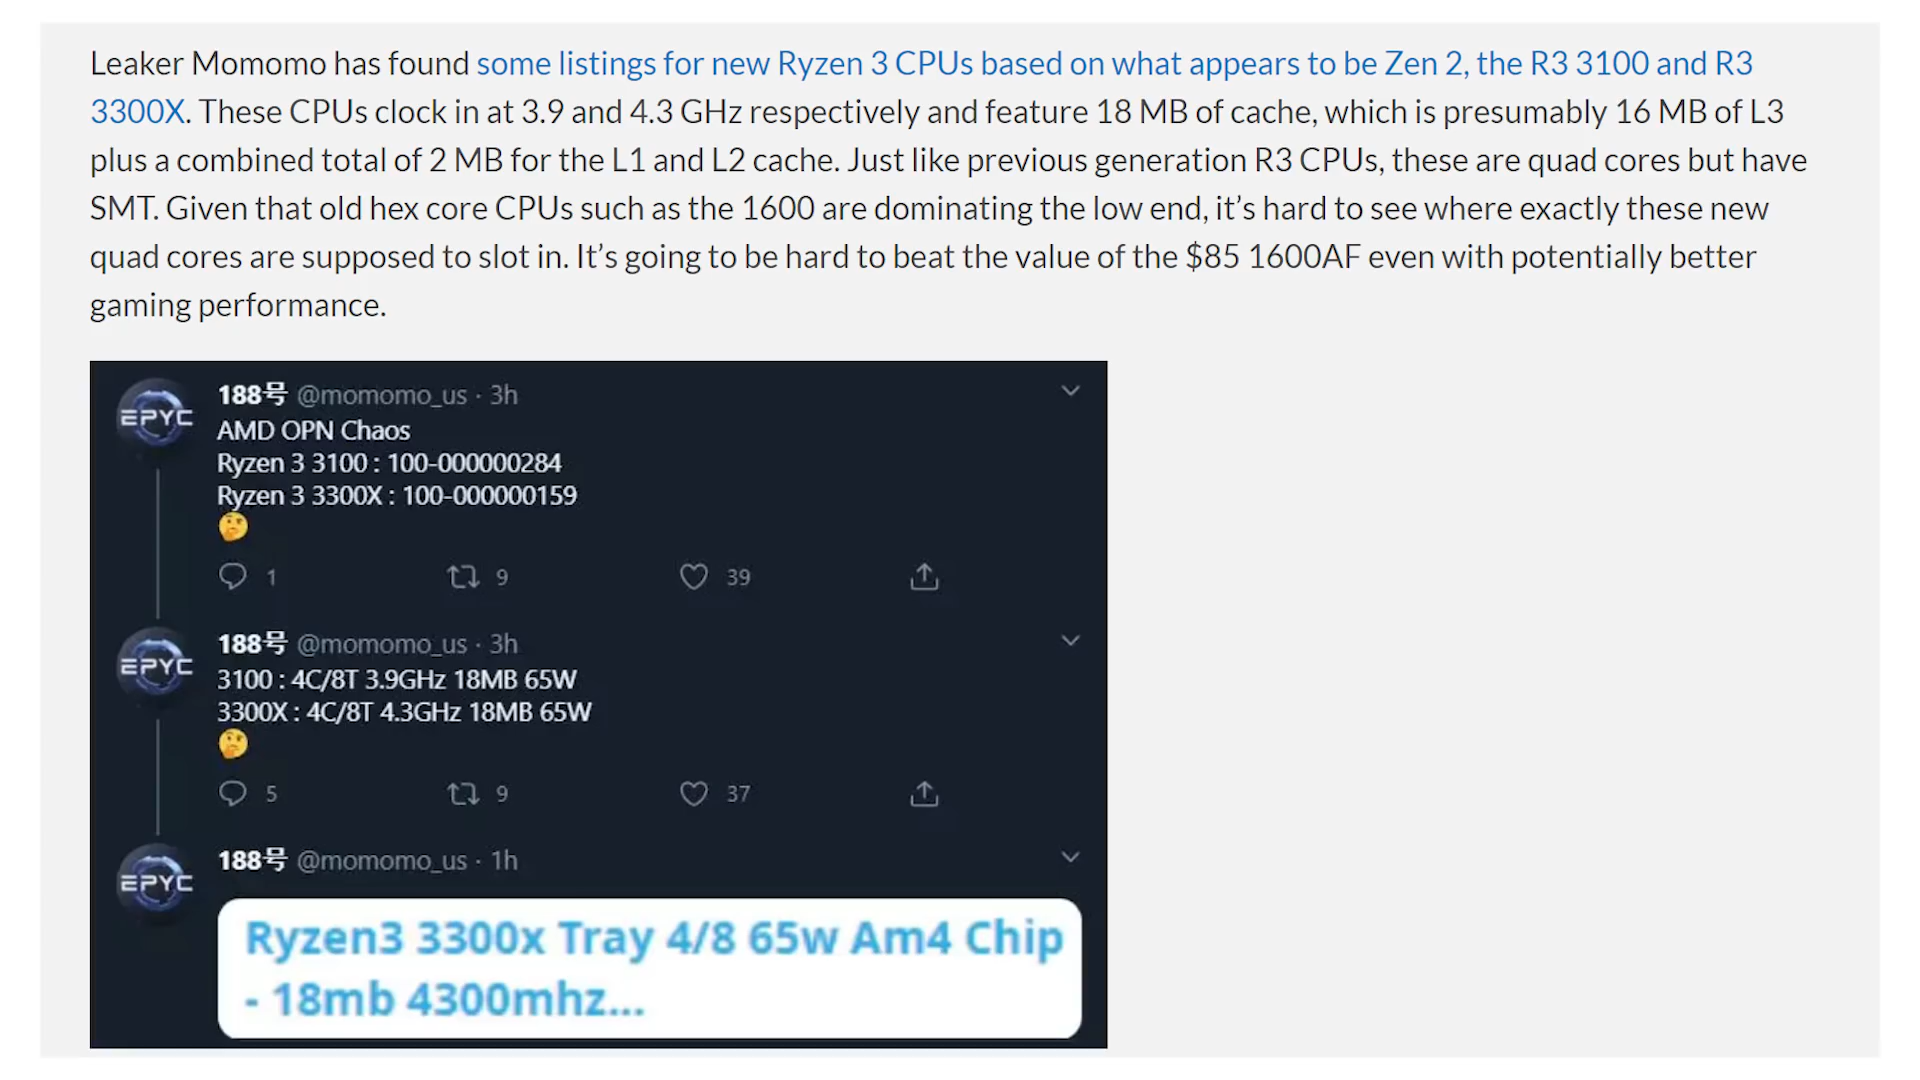 Leaker Momomo has found some listings for new Ryzen 3 CPUs based on what appears to be Zen 2, the R3 3100 and R3
3300X. These CPUs clock in at 3.9 and 4.3 GHz respectively and feature 18 MB of cache, which is presumably 16 MB of L3
plus a combined total of 2 MB for the L1 and L2 cache. Just like previous generation R3 CPUs, these are quad cores but have
SMT. Given that old hex core CPUs such as the 1600 are dominating the low end, it’s hard to see where exactly these new
quad cores are supposed to slot in. It’s going to be hard to beat the value of the $85 1600AF even with potentially better
gaming performance.
EPYC
188号 @momomo_us · 3h
AMD OPN Chaos
Ryzen 3 3100 : 100-000000284
Ryzen 3 3300X : 100-000000159
🤔
1 9 39
EPYC
188号 @momomo_us · 3h
3100 : 4C/8T 3.9GHz 18MB 65W
3300X : 4C/8T 4.3GHz 18MB 65W
🤔
5 9 37
EPYC
188号 @momomo_us · 1h
Ryzen3 3300x Tray 4/8 65w Am4 Chip
- 18mb 4300mhz...